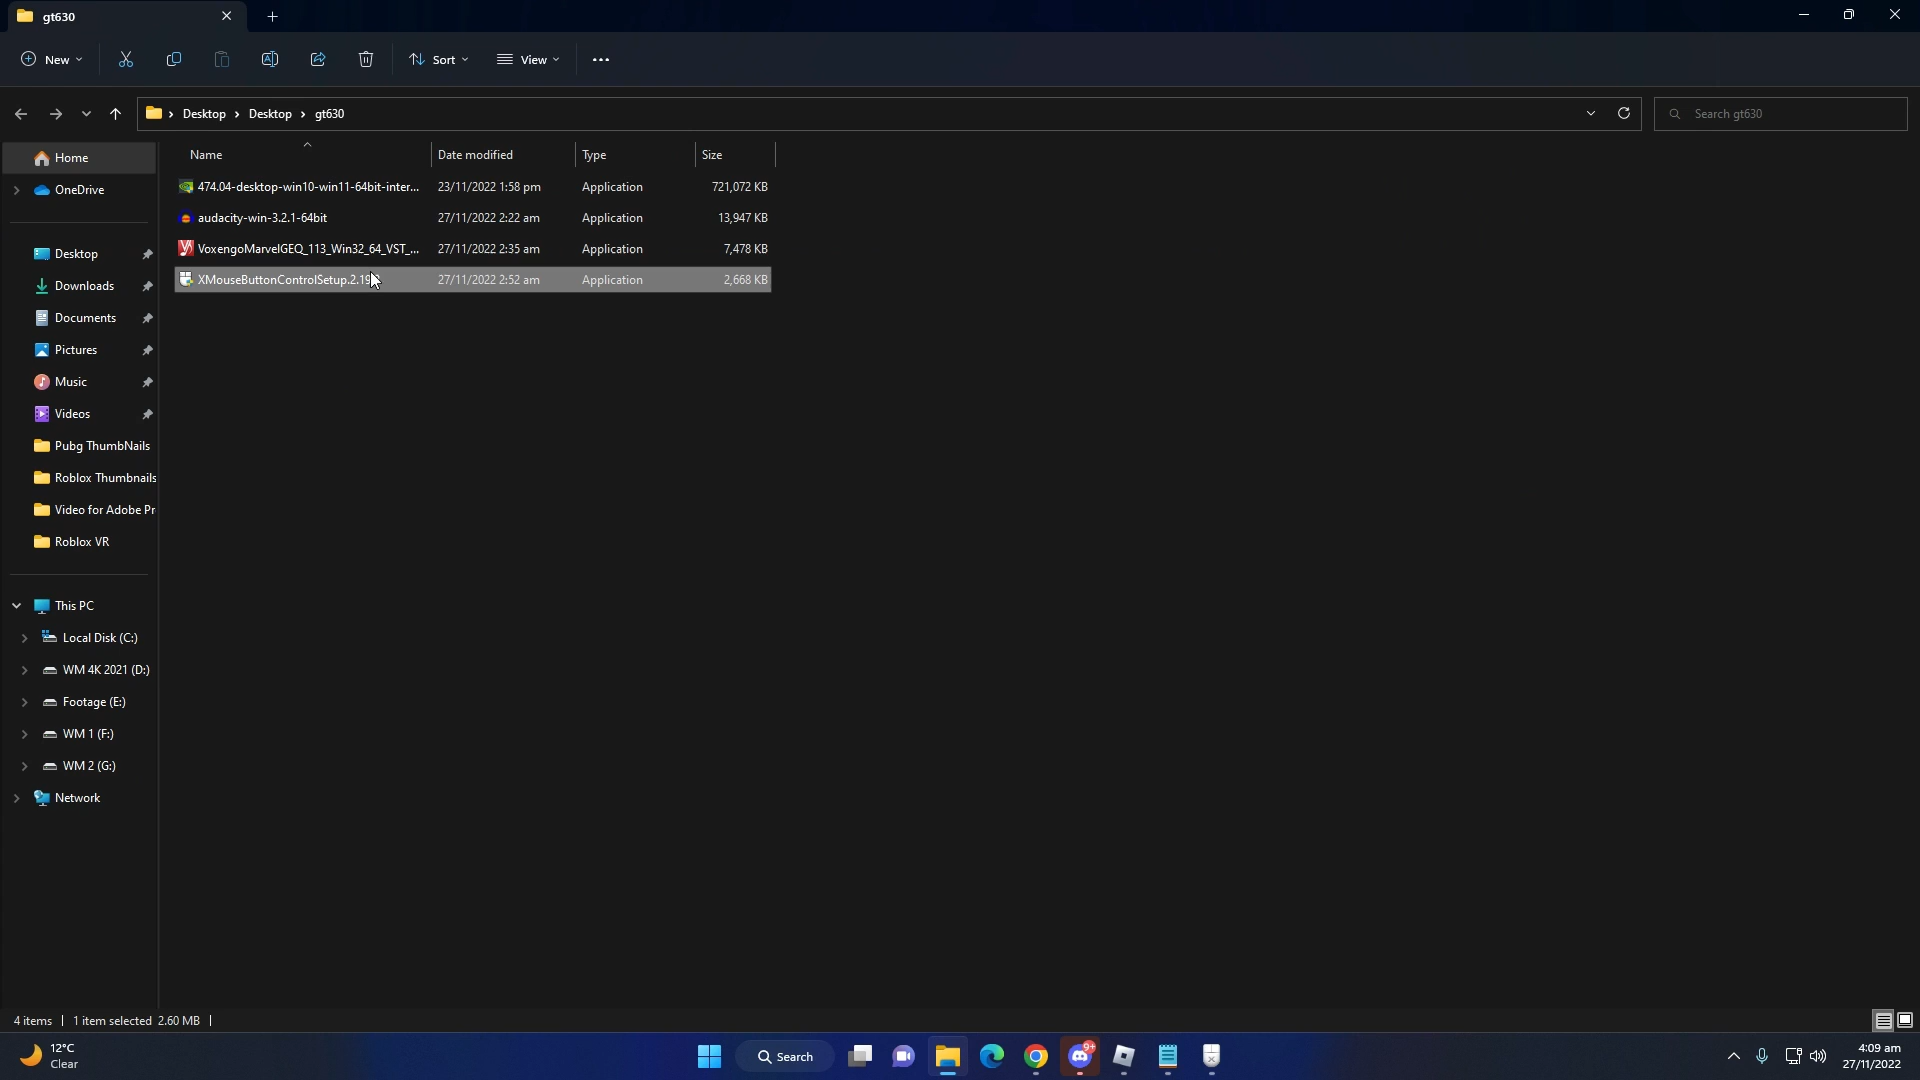 gt630
New
Sort
View
Desktop > Desktop > gt630
Search gt630
Name
Date modified
Type
Size
474.04-desktop-win10-win11-64bit-inter...
23/11/2022 1:58 pm
Application
721,072 KB
audacity-win-3.2.1-64bit
27/11/2022 2:22 am
Application
13,947 KB
VoxengoMarvelGEQ_113_Win32_64_VST_...
27/11/2022 2:35 am
Application
7,478 KB
XMouseButtonControlSetup.2.19
27/11/2022 2:52 am
Application
2,668 KB
Home
OneDrive
Desktop
Downloads
Documents
Pictures
Music
Videos
Pubg ThumbNails
Roblox Thumbnails
Video for Adobe Pr
Roblox VR
This PC
Local Disk (C:)
WM 4K 2021 (D:)
Footage (E:)
WM 1 (F:)
WM 2 (G:)
Network
4 items
1 item selected 2.60 MB
12°C
Clear
Search
9+
4:09 am
27/11/2022